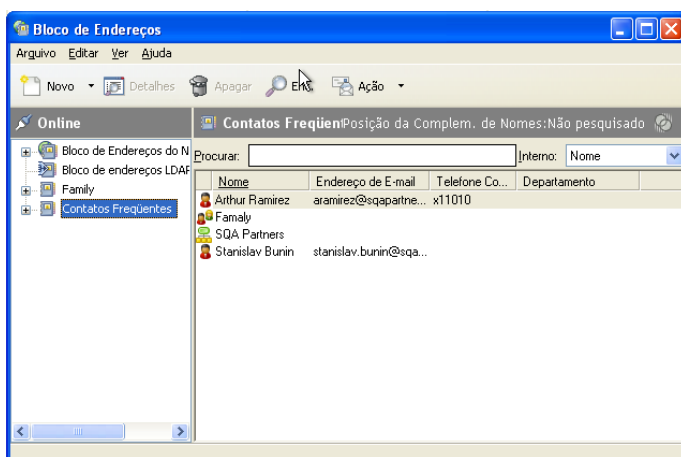 Bloco de Endereços
Arquivo Editar Ver Ajuda
Novo Detalhes Apagar Ação
Online
Contatos Freqüen Posição da Complem. de Nomes:Não pesquisado
Bloco de Endereços do N
Bloco de endereços LDAP
Family
Contatos Freqüentes
Procurar: Interno: Nome
Nome Endereço de E-mail Telefone Co... Departamento
Arthur Ramirez aramirez@sqapartne... x11010
Famaly
SQA Partners
Stanislav Bunin stanislav.bunin@sqa...